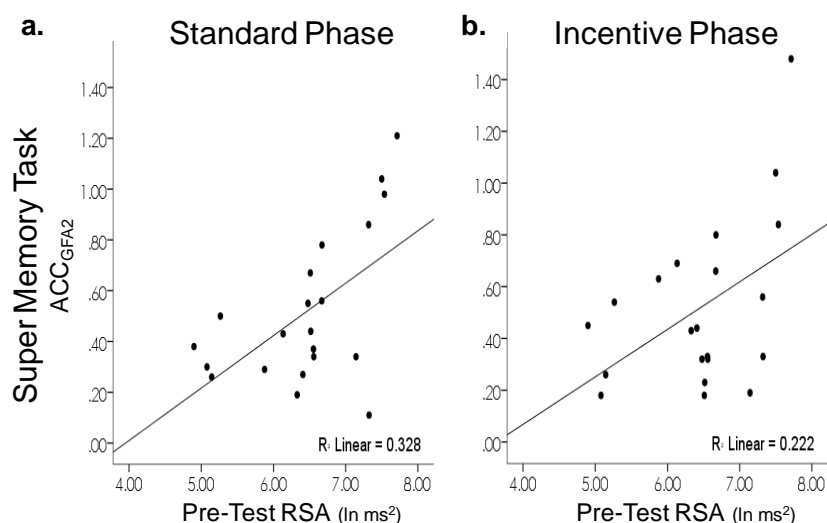 a.
Standard Phase
b.
Incentive Phase
Super Memory Task
ACC_GFA2
1.40
1.20
1.00
.80
.60
.40
.20
.00
R² Linear = 0.328
4.00 5.00 6.00 7.00 8.00
Pre-Test RSA (ln ms²)
1.40
1.20
1.00
.80
.60
.40
.20
.00
R² Linear = 0.222
4.00 5.00 6.00 7.00 8.00
Pre-Test RSA (ln ms²)